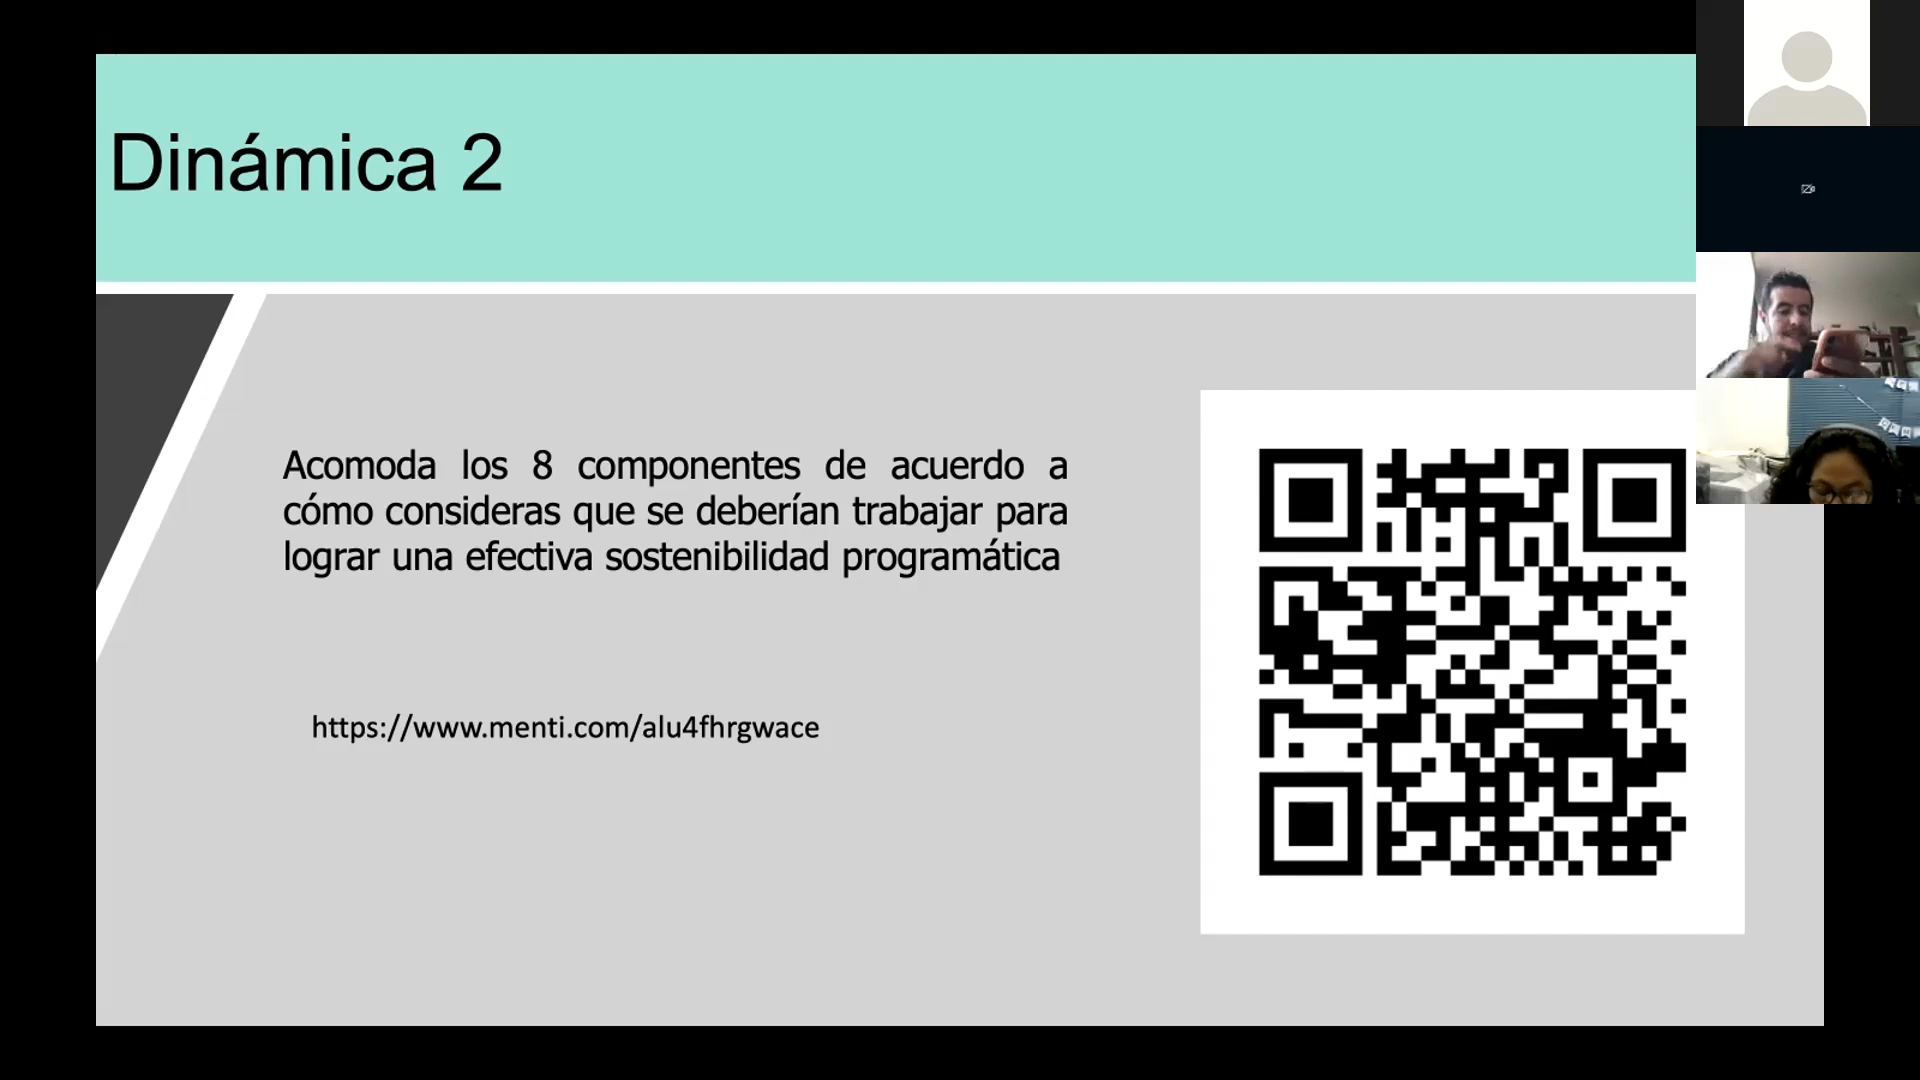 Dinámica 2
Acomoda los 8 componentes de acuerdo a
cómo consideras que se deberían trabajar para
lograr una efectiva sostenibilidad programática
https://www.menti.com/alu4fhrgwace